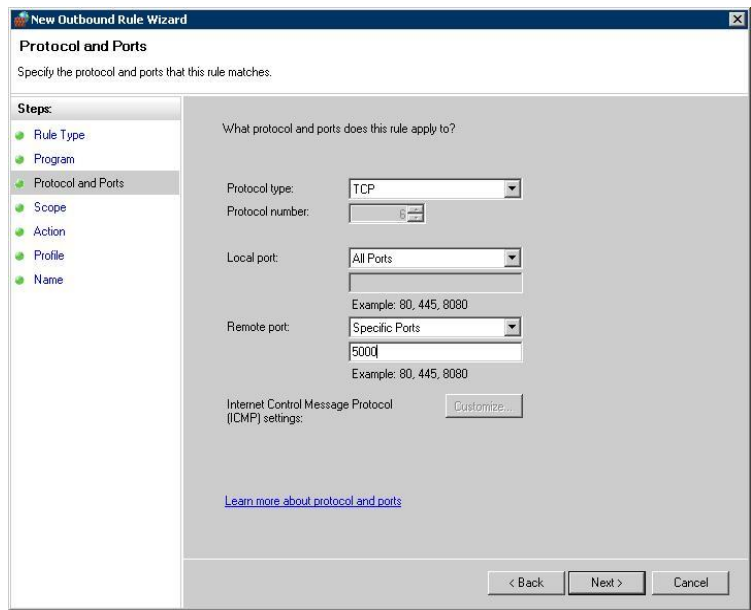 New Outbound Rule Wizard
Protocol and Ports
Specify the protocol and ports that this rule matches.
Steps:
Rule Type
Program
Protocol and Ports
Scope
Action
Profile
Name
What protocol and ports does this rule apply to?
Protocol type: TCP
Protocol number: 6
Local port: All Ports
Example: 80, 445, 8080
Remote port: Specific Ports
5000
Example: 80, 445, 8080
Internet Control Message Protocol Customize...
(ICMP) settings:
Learn more about protocol and ports
< Back Next > Cancel